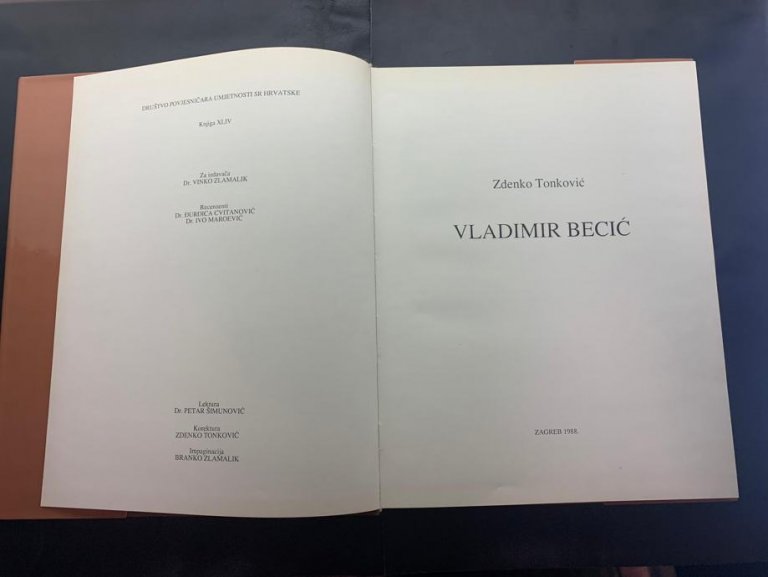 DRUŠTVO POVJESNIČARA UMJETNOSTI SR HRVATSKE
Knjiga XLIV
Za izdavača
Dr. VINKO ZLAMALIK
Recenzenti
Dr. ĐURĐICA CVITANOVIĆ
Dr. IVO MAROEVIĆ
Lektura
Dr. PETAR ŠIMUNOVIĆ
Korektura
ZDENKO TONKOVIĆ
Impaginacija
BRANKO ZLAMALIK
Zdenko Tonković
VLADIMIR BECIĆ
ZAGREB 1988.